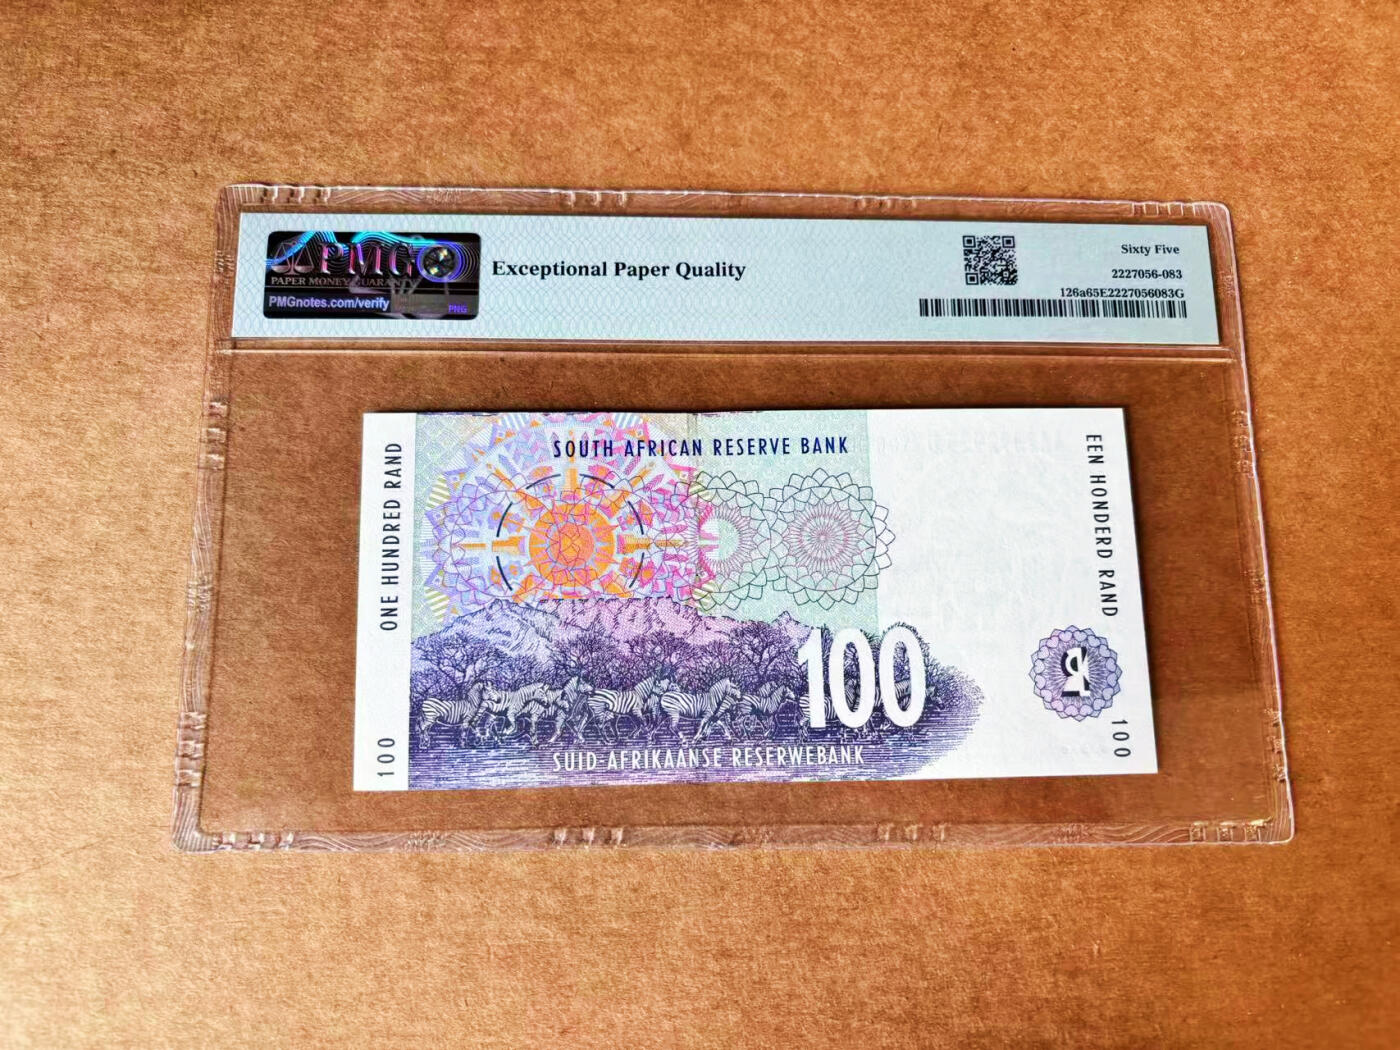 PMG
PAPER MONEY GUARANTY
PMGnotes.com/verify
PNG
Exceptional Paper Quality
Sixty Five
2227056-083
126a65E2227056083G
SOUTH AFRICAN RESERVE BANK
ONE HUNDRED RAND
EEN HONDERD RAND
100
SUID-AFRIKAANSE RESERWEBANK
100
100